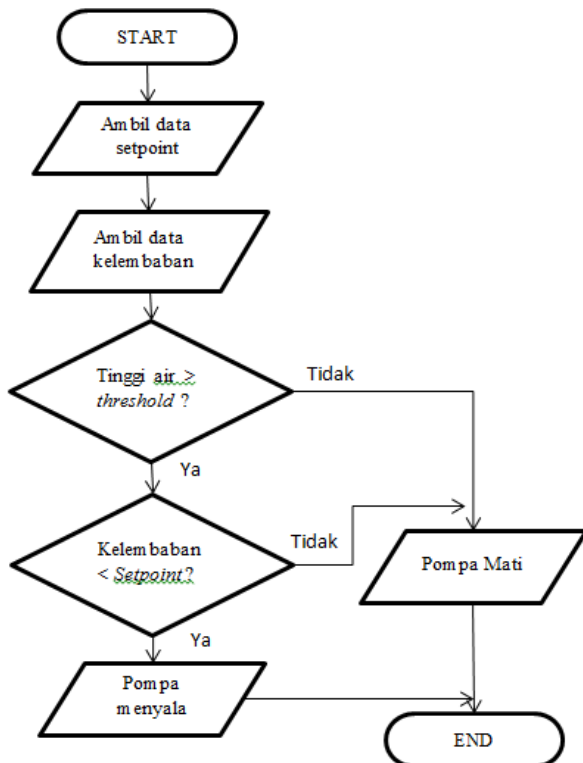 START
Ambil data
setpoint
Ambil data
kelembaban
Tinggi air >
threshold ?
Tidak
Ya
Kelembaban
< Setpoint?
Tidak
Pompa Mati
Ya
Pompa
menyala
END